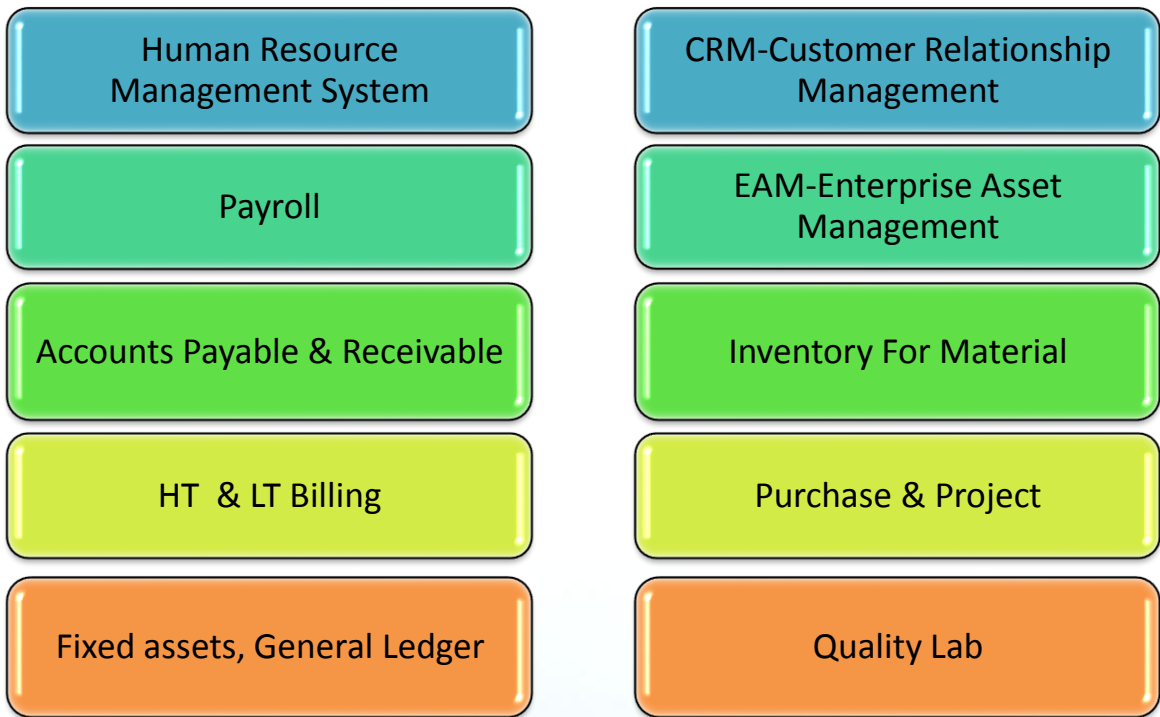 Human Resource
Management System
Payroll
Accounts Payable & Receivable
HT & LT Billing
Fixed assets, General Ledger
CRM-Customer Relationship
Management
EAM-Enterprise Asset
Management
Inventory For Material
Purchase & Project
Quality Lab